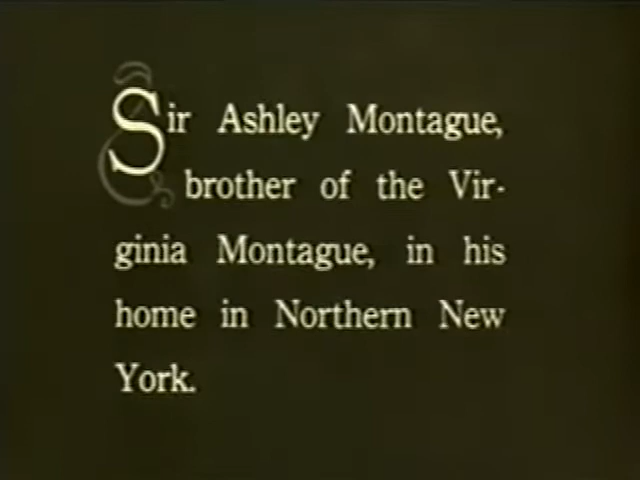 Sir Ashley Montague,
brother of the Vir-
ginia Montague, in his
home in Northern New
York.